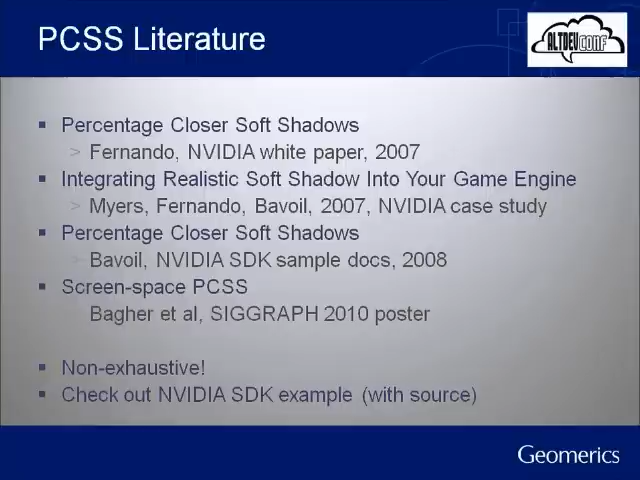 PCSS Literature
ALTDEVCONF
Percentage Closer Soft Shadows
> Fernando, NVIDIA white paper, 2007
Integrating Realistic Soft Shadow Into Your Game Engine
> Myers, Fernando, Bavoil, 2007, NVIDIA case study
Percentage Closer Soft Shadows
> Bavoil, NVIDIA SDK sample docs, 2008
Screen-space PCSS
Bagher et al, SIGGRAPH 2010 poster
Non-exhaustive!
Check out NVIDIA SDK example (with source)
Geomerics